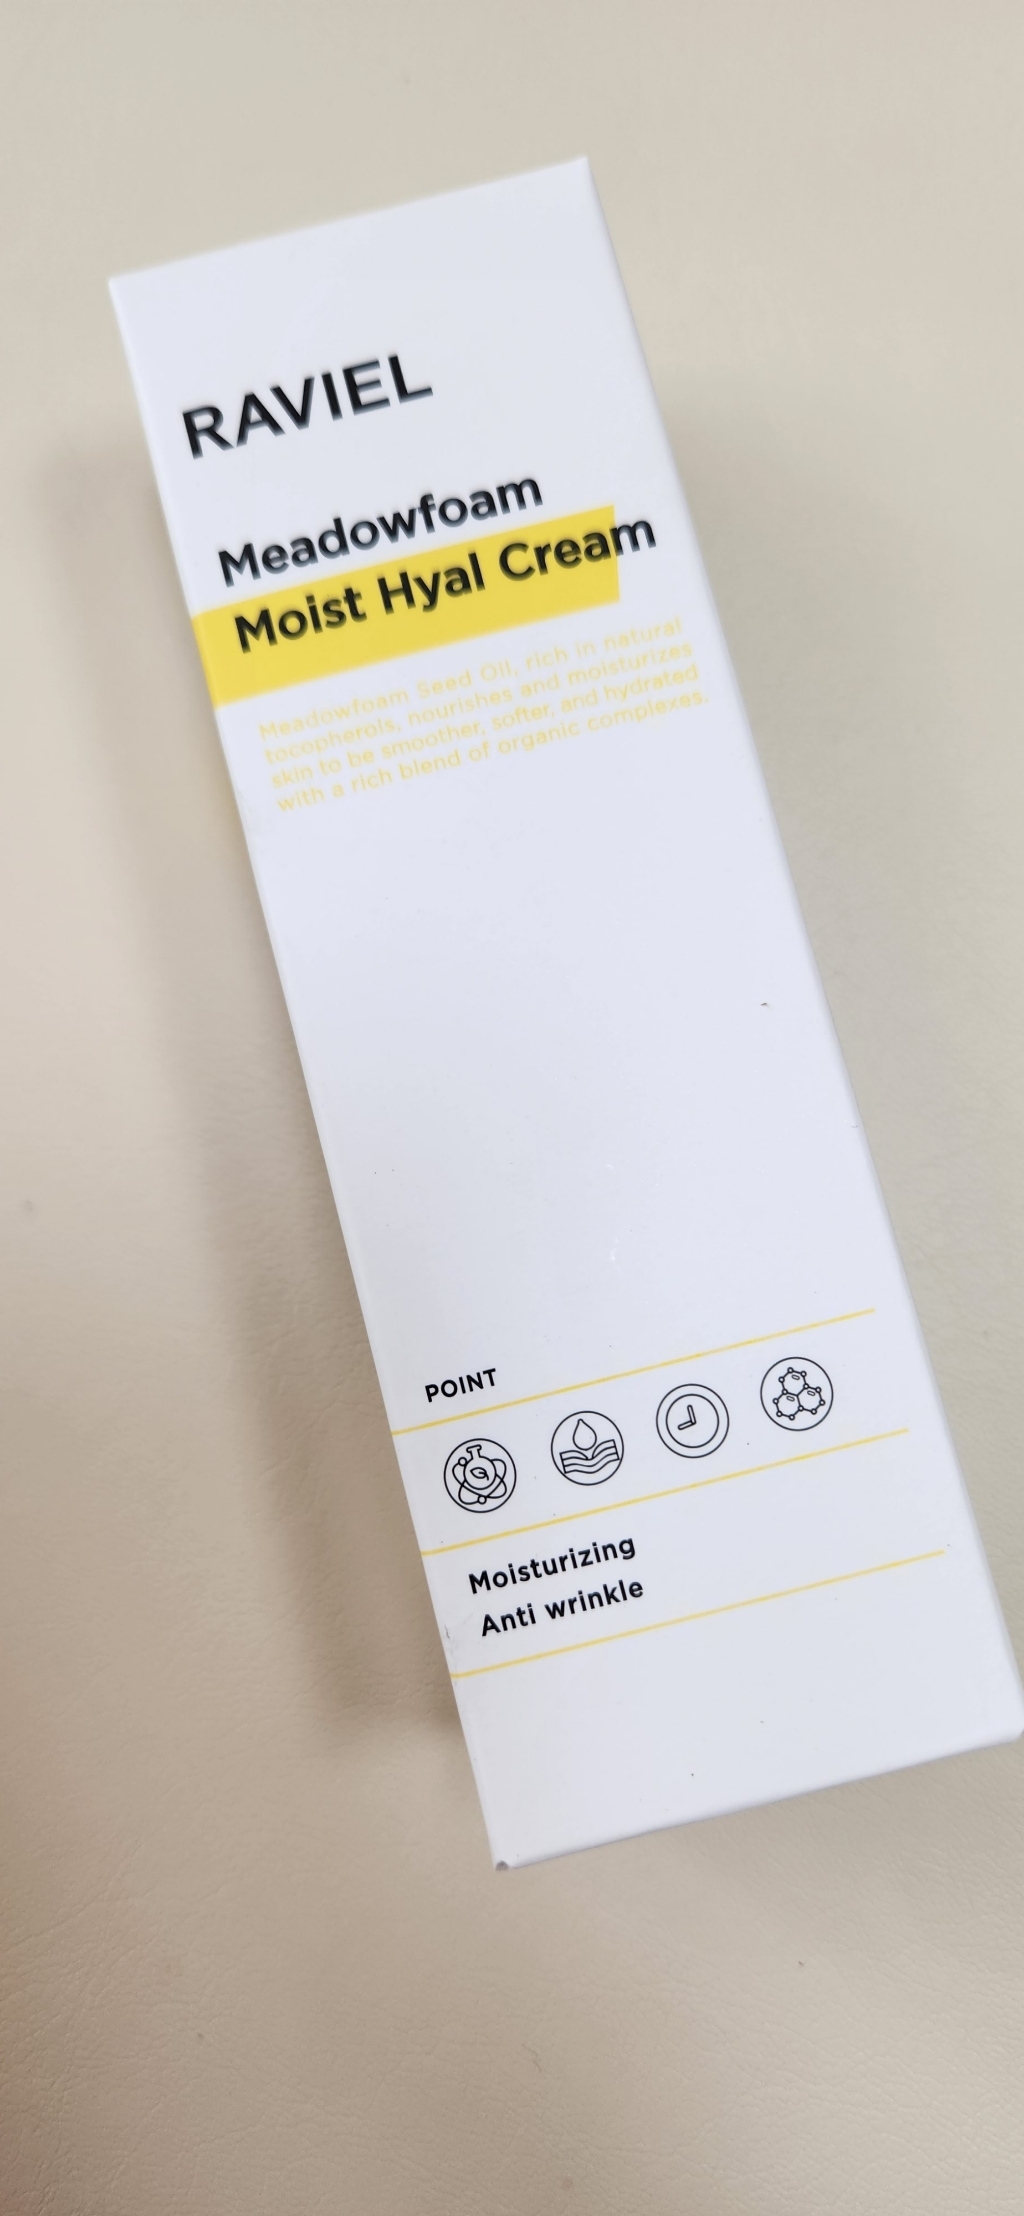 RAVIEL
Meadowfoam
Moist Hyal Cream
Meadowfoam Seed Oil, rich in natural
tocopherols, nourishes and moisturizes
skin to be smoother, softer, and hydrated
with a rich blend of organic complexes.
POINT
Moisturizing
Anti wrinkle